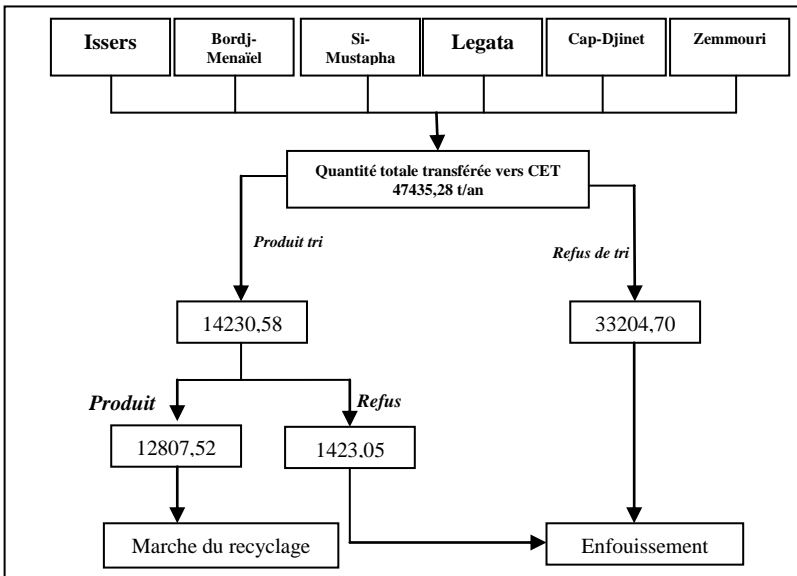 Issers
Bordj-
Menaïel
Si-
Mustapha
Legata
Cap-Djinet
Zemmouri
Quantité totale transférée vers CET
47435,28 t/an
Produit tri
Refus de tri
14230,58
33204,70
Produit
Refus
12807,52
1423,05
Marche du recyclage
Enfouissement